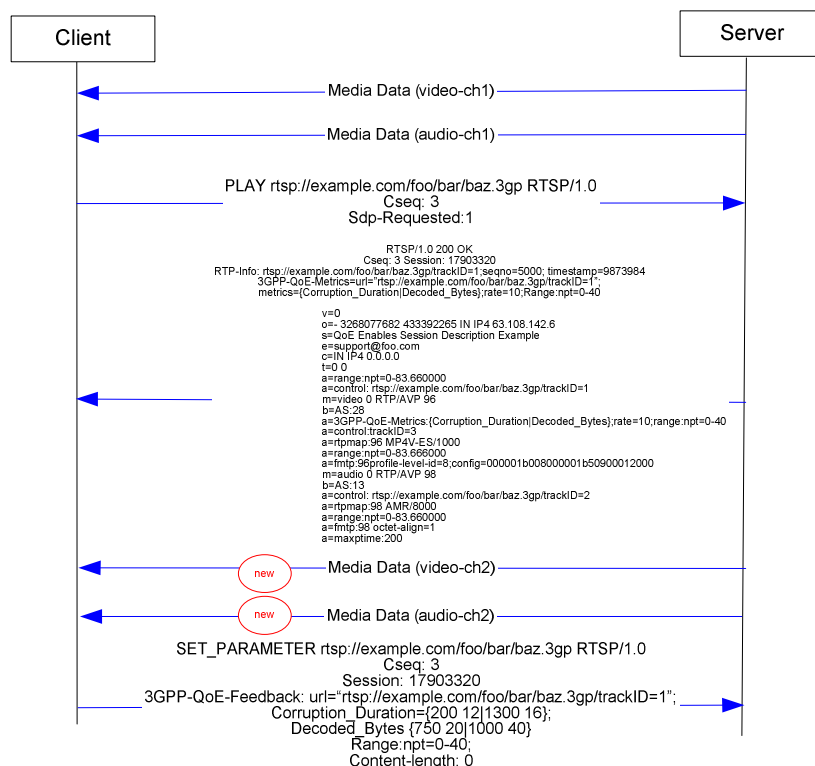 Client
Server
Media Data (video-ch1)
Media Data (audio-ch1)
PLAY rtsp://example.com/foo/bar/baz.3gp RTSP/1.0
Cseq: 3
Sdp-Requested:1
RTSP/1.0 200 OK
Cseq: 3 Session: 17903320
RTP-Info: rtsp://example.com/foo/bar/baz.3gp/trackID=1;seqno=5000; timestamp=9873984
3GPP-QoE-Metrics=url="rtsp://example.com/foo/bar/baz.3gp/trackID=1”;
metrics={Corruption_Duration|Decoded_Bytes};rate=10;Range:npt=0-40
v=0
o=- 3268077682 433392265 IN IP4 63.108.142.6
s=QoE Enables Session Description Example
e=support@foo.com
c=IN IP4 0.0.0.0
t=0 0
a=range:npt=0-83.660000
a=control: rtsp://example.com/foo/bar/baz.3gp/trackID=1
m=video 0 RTP/AVP 96
b=AS:28
a=3GPP-QoE-Metrics:{Corruption_Duration|Decoded_Bytes};rate=10;range:npt=0-40
a=control:trackID=3
a=rtpmap:96 MP4V-ES/1000
a=range:npt=0-83.666000
a=fmtp:96profile-level-id=8;config=000001b008000001b50900012000
m=audio 0 RTP/AVP 98
b=AS:13
a=control: rtsp://example.com/foo/bar/baz.3gp/trackID=2
a=rtpmap:98 AMR/8000
a=range:npt=0-83.660000
a=fmtp:98 octet-align=1
a=maxptime:200
new
Media Data (video-ch2)
new
Media Data (audio-ch2)
SET_PARAMETER rtsp://example.com/foo/bar/baz.3gp RTSP/1.0
Cseq: 3
Session: 17903320
3GPP-QoE-Feedback: url=“rtsp://example.com/foo/bar/baz.3gp/trackID=1”;
Corruption_Duration={200 12|1300 16};
Decoded_Bytes {750 20|1000 40}
Range:npt=0-40;
Content-length: 0